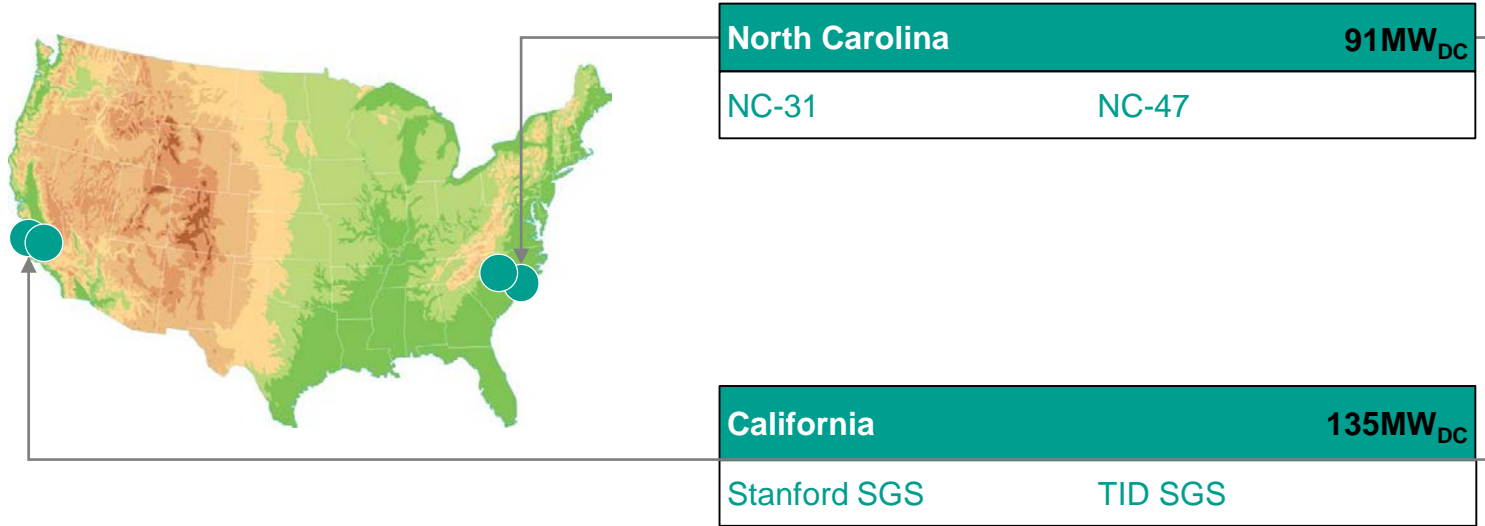 North Carolina 91MWDC
NC-31 NC-47
California 135MWDC
Stanford SGS TID SGS